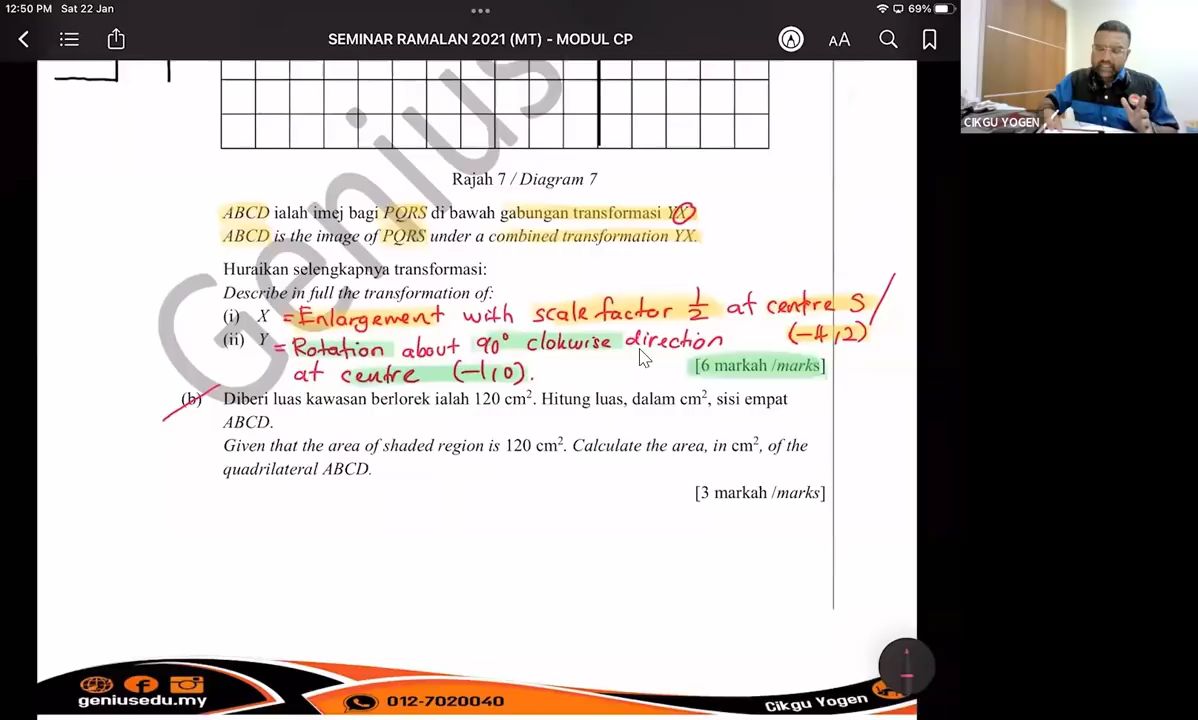 12:50 PM Sat 22 Jan
69%
SEMINAR RAMALAN 2021 (MT) - MODUL CP
AA
CIKGU YOGEN
Genius
Rajah 7 / Diagram 7
ABCD ialah imej bagi PQRS di bawah gabungan transformasi YX
ABCD is the image of PQRS under a combined transformation YX.
Huraikan selengkapnya transformasi:
Describe in full the transformation of:
(i) X = Enlargement with scale factor 1/2 at centre S / (-4,2)
(ii) Y = Rotation about 90° clokwise direction
at centre (-1,0).
[6 markah /marks]
(b) Diberi luas kawasan berlorek ialah 120 cm². Hitung luas, dalam cm², sisi empat
ABCD.
Given that the area of shaded region is 120 cm². Calculate the area, in cm², of the
quadrilateral ABCD.
[3 markah /marks]
geniusedu.my
012-7020040
Cikgu Yogen